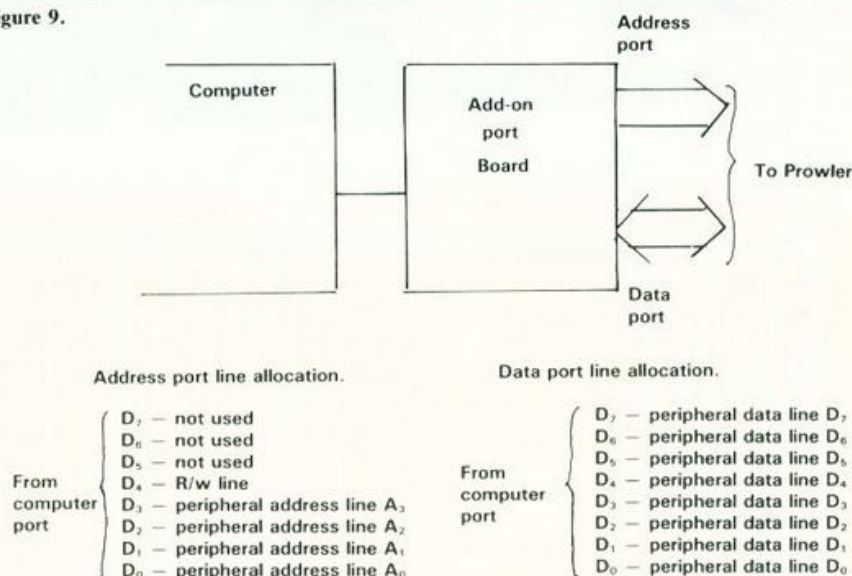 gure 9.
Address
port
Computer
Add-on
port
Board
To Prowler
Data
port
Address port line allocation.
From
computer
port
D₇ — not used
D₆ — not used
D₅ — not used
D₄ — R/w line
D₃ — peripheral address line A₃
D₂ — peripheral address line A₂
D₁ — peripheral address line A₁
D₀ — peripheral address line A₀
Data port line allocation.
From
computer
port
D₇ — peripheral data line D₇
D₆ — peripheral data line D₆
D₅ — peripheral data line D₅
D₄ — peripheral data line D₄
D₃ — peripheral data line D₃
D₂ — peripheral data line D₂
D₁ — peripheral data line D₁
D₀ — peripheral data line D₀